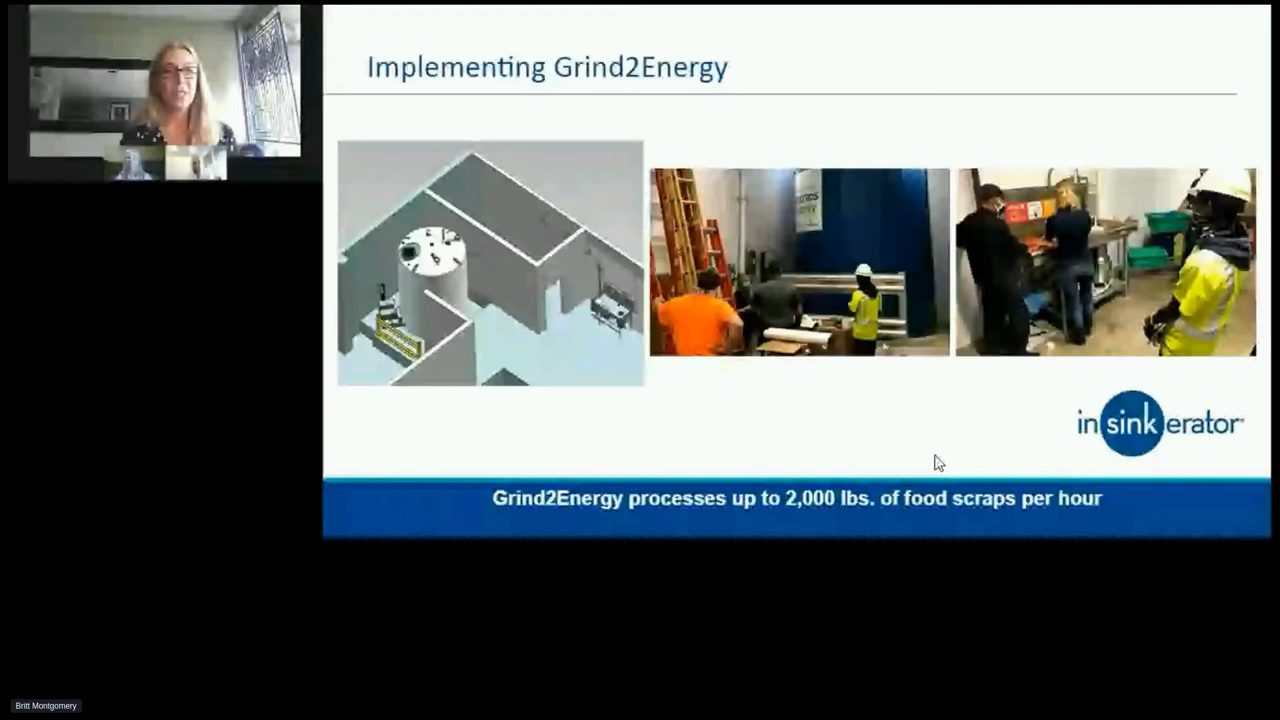 Implementing Grind2Energy
insinkerator
Grind2Energy processes up to 2,000 lbs. of food scraps per hour
Britt Montgomery